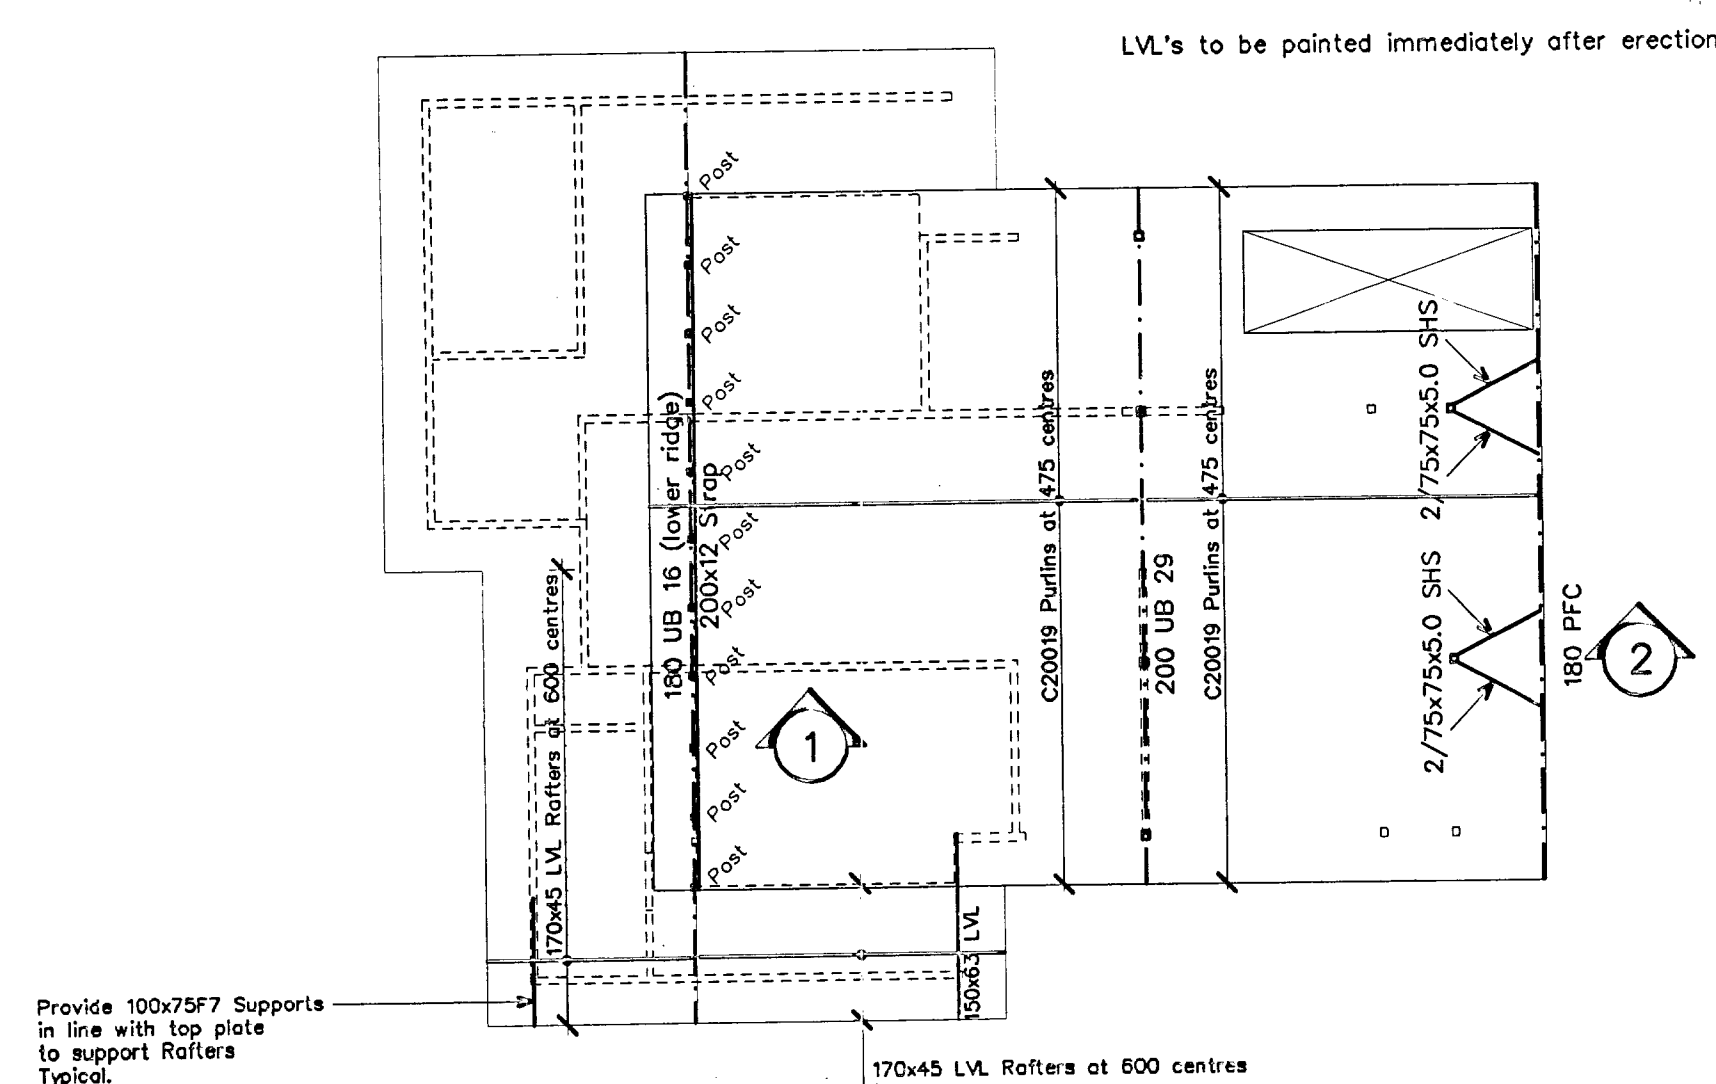 LVL's to be painted immediately after erection
Post
Post
Post
Post
Post
Post
Post
Post
Post
Post
Post
180 UB 16 (lower ridge)
200x12 Strap
170x45 LVL Rafters at 600 centres
C20019 Purlins at 475 centres
200 UB 29
C20019 Purlins at 475 centres
2/75x75x5.0 SHS
2/75x75x5.0 SHS
180 PFC
1
2
150x63 LVL
Provide 100x75F7 Supports
in line with top plate
to support Rafters
Typical.
170x45 LVL Rafters at 600 centres